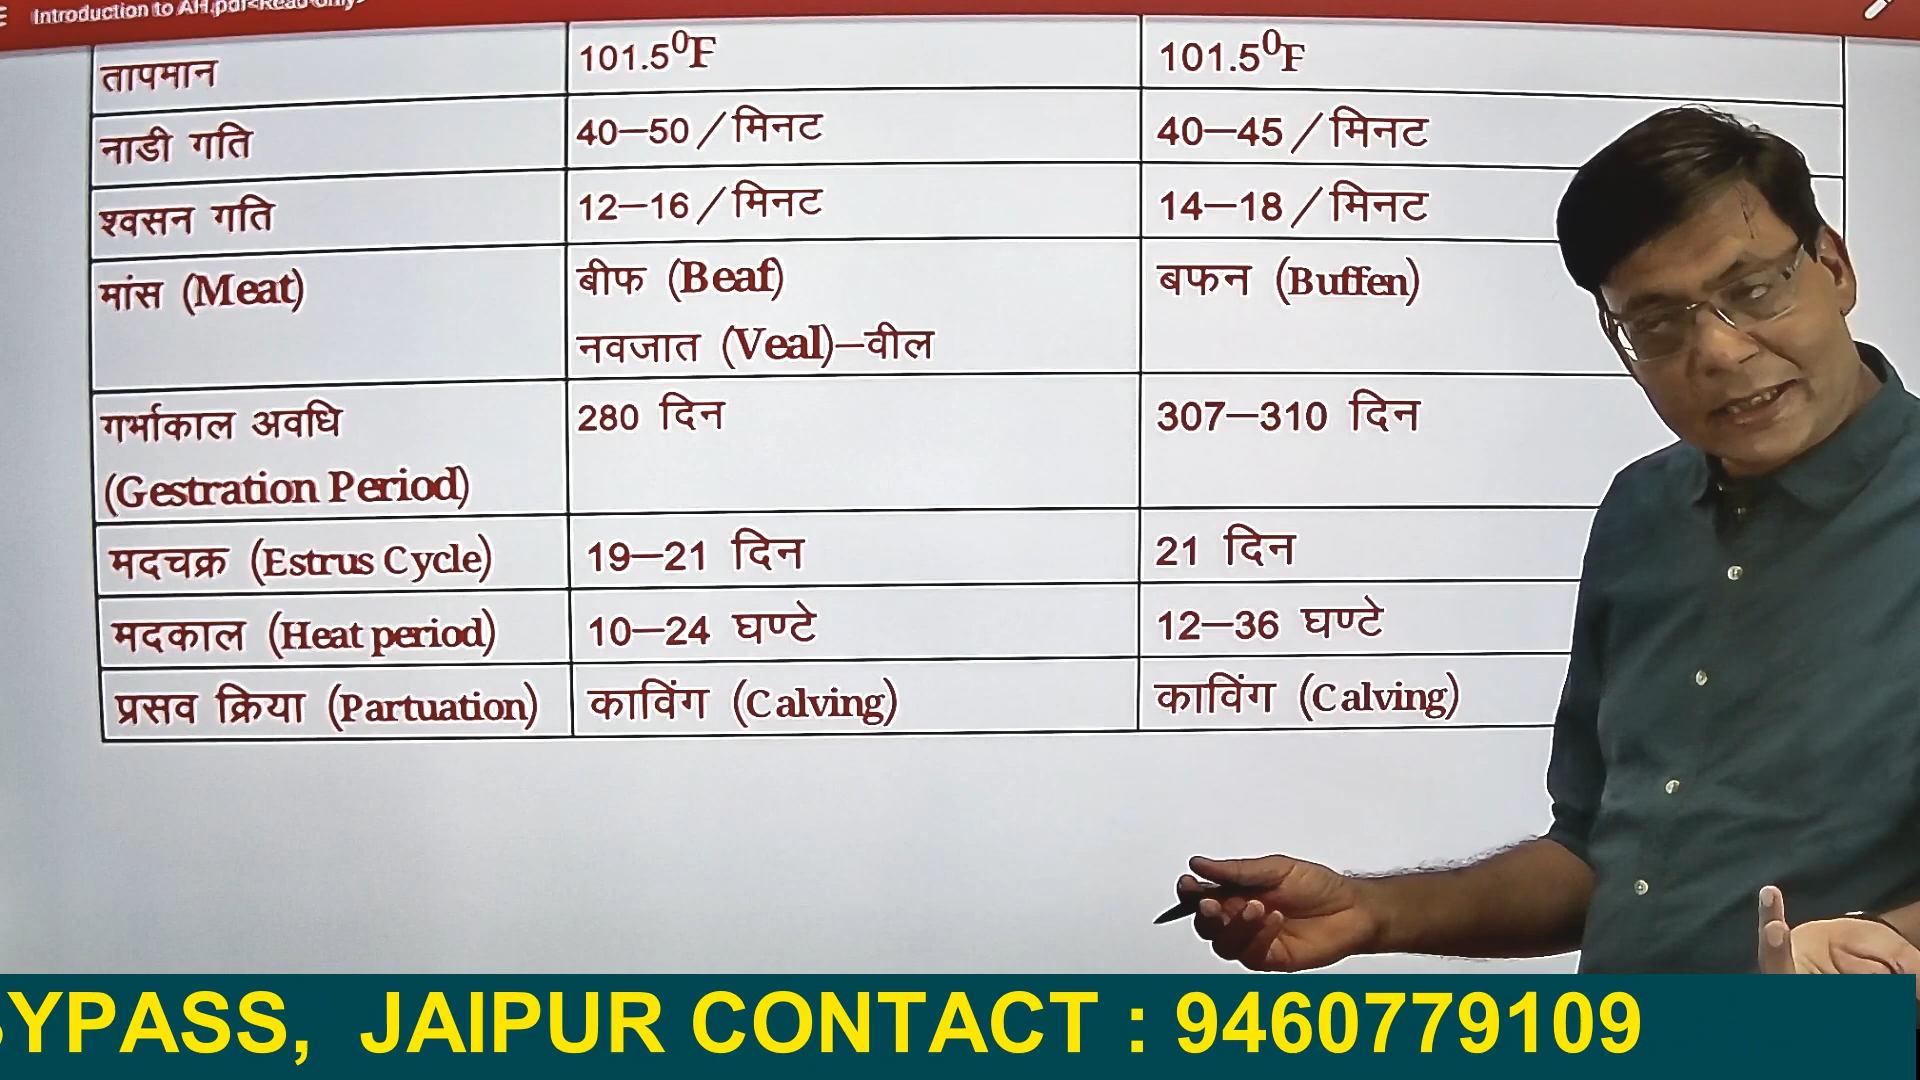 Introduction to AH.pdf<Read-only>
तापमान 101.5⁰F 101.5⁰F
नाडी गति 40–50/मिनट 40–45/मिनट
श्वसन गति 12–16/मिनट 14–18/मिनट
मांस (Meat) बीफ (Beaf) बफन (Buffen)
नवजात (Veal)–वील
गर्भाकाल अवधि 280 दिन 307–310 दिन
(Gestration Period)
मदचक्र (Estrus Cycle) 19–21 दिन 21 दिन
मदकाल (Heat period) 10–24 घण्टे 12–36 घण्टे
प्रसव क्रिया (Partuation) काविंग (Calving) काविंग (Calving)
BYPASS, JAIPUR CONTACT : 9460779109